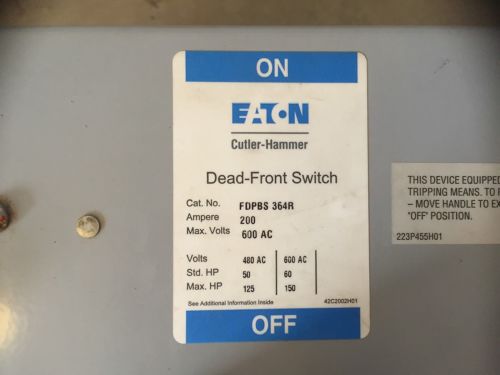 ON
EATON
Cutler-Hammer
Dead-Front Switch
Cat. No. FDPBS 364R
Ampere 200
Max. Volts 600 AC
Volts 480 AC 600 AC
Std. HP 50 60
Max. HP 125 150
See Additional Information Inside 42C2002H01
OFF
THIS DEVICE EQUIPPED
TRIPPING MEANS. TO
– MOVE HANDLE TO
"OFF" POSITION.
223P455H01